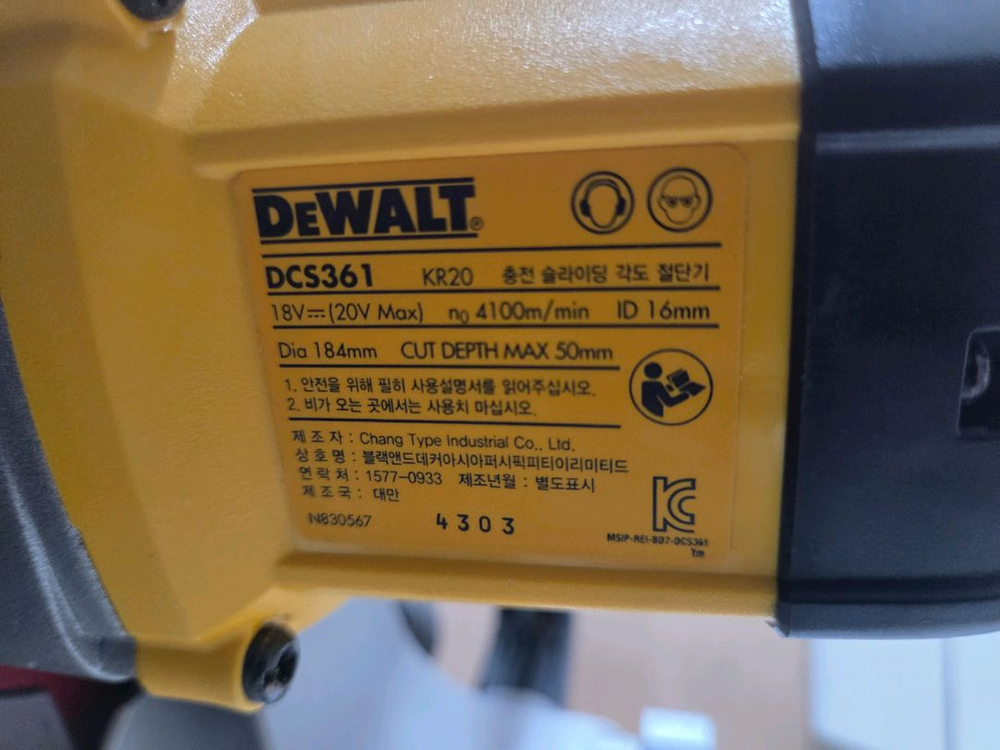 DEWALT®
DCS361 KR20 충전 슬라이딩 각도 절단기
18V⎓(20V Max) n₀ 4100m/min ID 16mm
Dia 184mm CUT DEPTH MAX 50mm
1. 안전을 위해 필히 사용설명서를 읽어주십시오.
2. 비가 오는 곳에서는 사용치 마십시오.
제 조 자 : Chang Type Industrial Co., Ltd.
상 호 명 : 블랙앤드데커아시아퍼시픽피티이리미티드
연 락 처 : 1577-0933 제조년월 : 별도표시
제 조 국 : 대만
N830567 4303
KC
MSIP-REI-BD7-DCS361
Ym